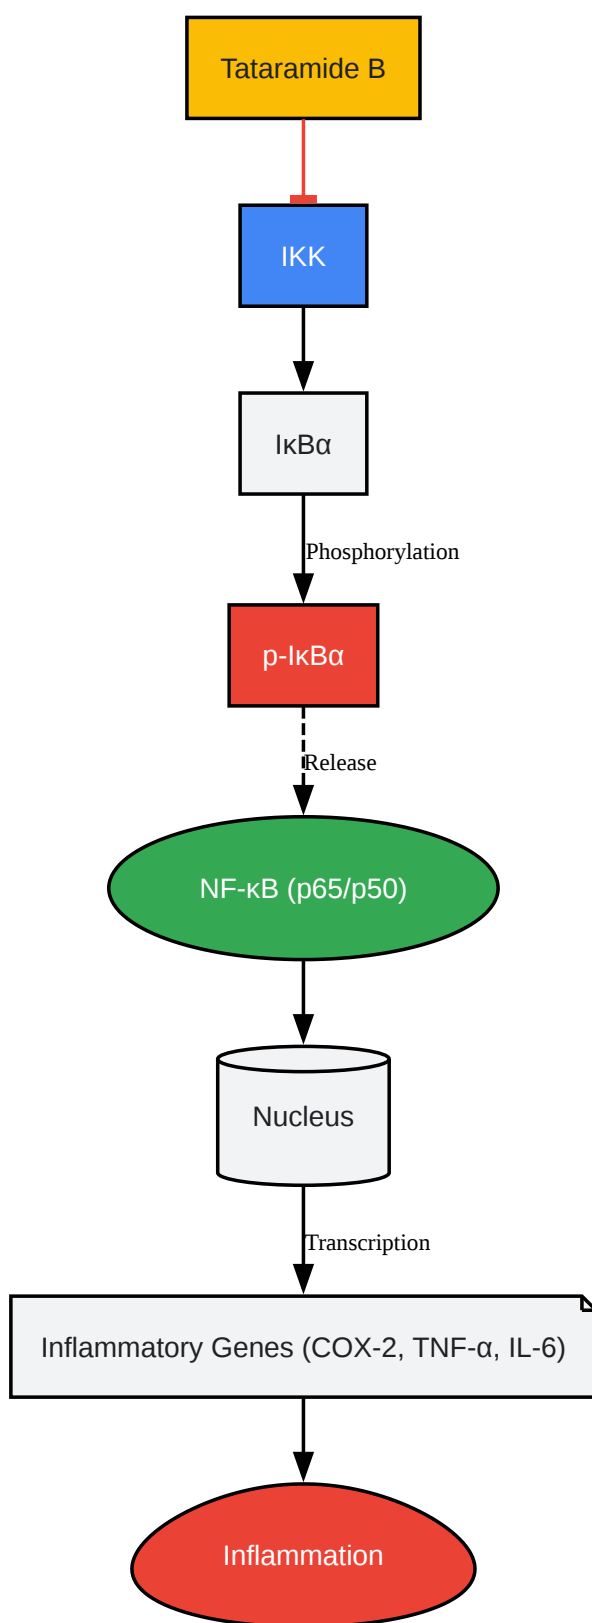 Tataramide B
IKK
IκBα
Phosphorylation
p-IκBα
Release
NF-κB (p65/p50)
Nucleus
Transcription
Inflammatory Genes (COX-2, TNF-α, IL-6)
Inflammation